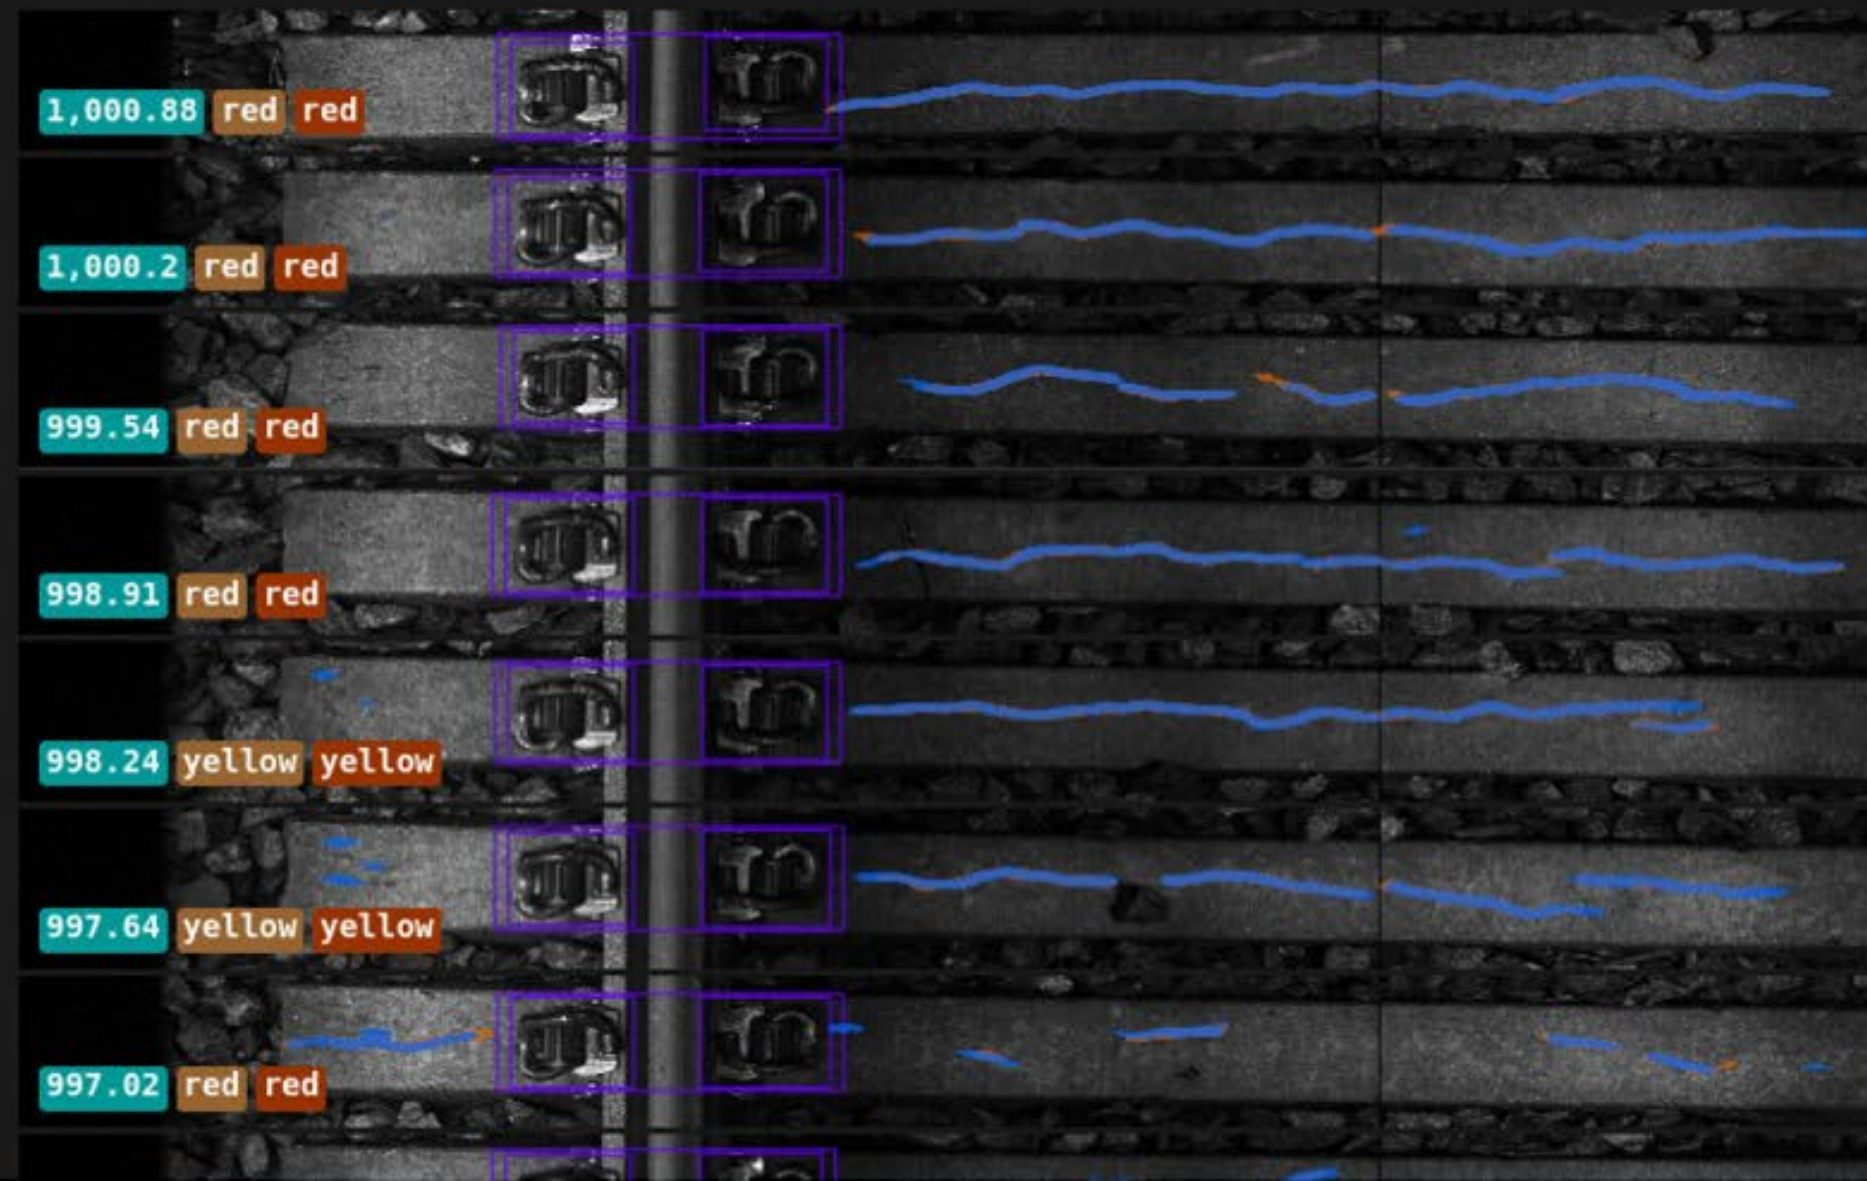 1,000.88 red red
1,000.2 red red
999.54 red red
998.91 red red
998.24 yellow yellow
997.64 yellow yellow
997.02 red red